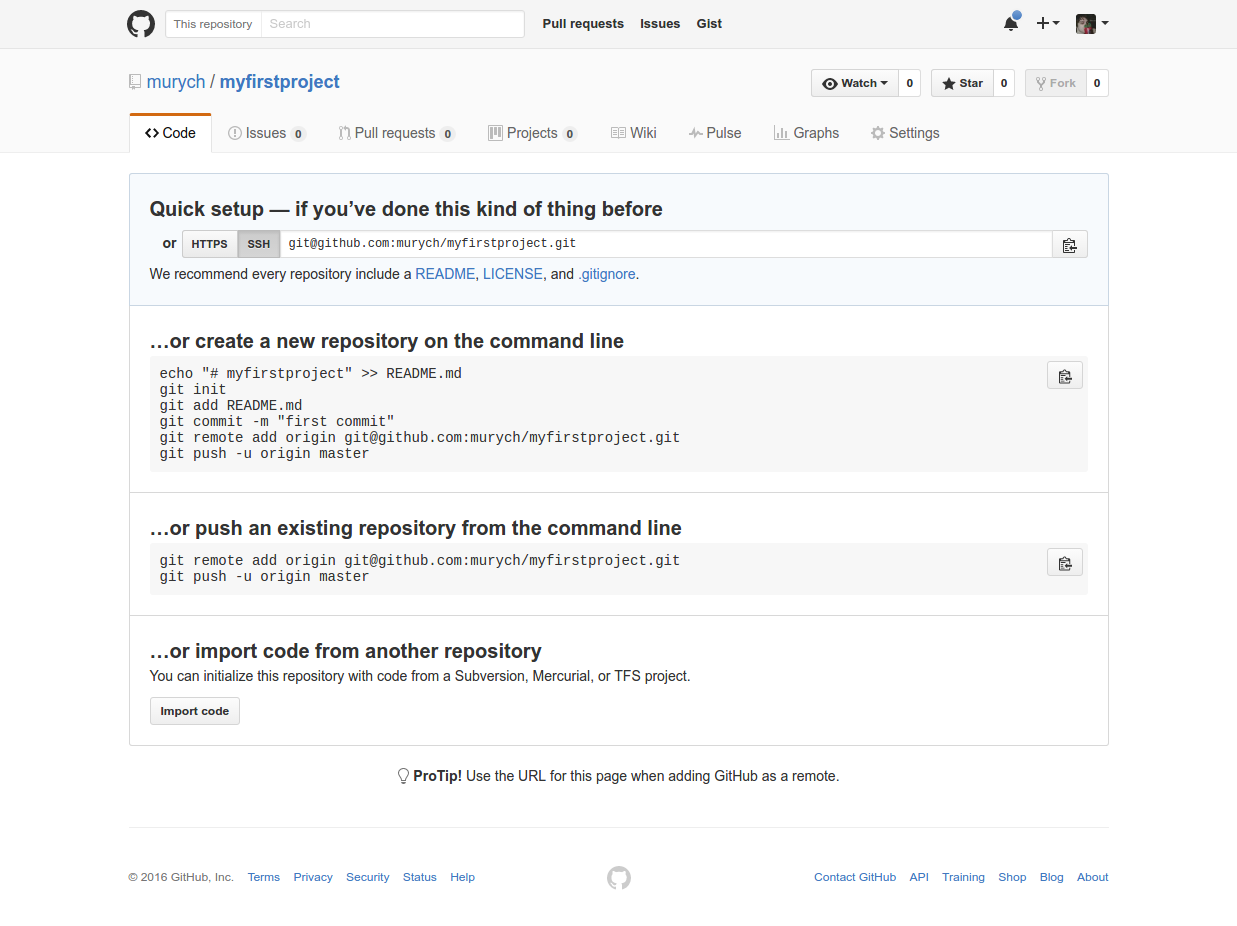 This repository Search Pull requests Issues Gist
murych / myfirstproject Watch 0 Star 0 Fork 0
Code Issues 0 Pull requests 0 Projects 0 Wiki Pulse Graphs Settings
Quick setup — if you’ve done this kind of thing before
or HTTPS SSH git@github.com:murych/myfirstproject.git
We recommend every repository include a README, LICENSE, and .gitignore.
…or create a new repository on the command line
echo "# myfirstproject" >> README.md
git init
git add README.md
git commit -m "first commit"
git remote add origin git@github.com:murych/myfirstproject.git
git push -u origin master
…or push an existing repository from the command line
git remote add origin git@github.com:murych/myfirstproject.git
git push -u origin master
…or import code from another repository
You can initialize this repository with code from a Subversion, Mercurial, or TFS project.
Import code
ProTip! Use the URL for this page when adding GitHub as a remote.
© 2016 GitHub, Inc. Terms Privacy Security Status Help Contact GitHub API Training Shop Blog About